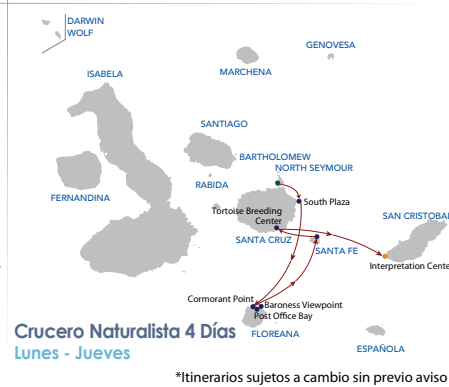 DARWIN
WOLF
GENOVESA
ISABELA
MARCHENA
SANTIAGO
BARTHOLOMEW
NORTH SEYMOUR
RABIDA
FERNANDINA
South Plaza
Tortoise Breeding
Center
SAN CRISTOBAL
SANTA CRUZ
SANTA FE
Interpretation Cente
Cormorant Point
Baroness Viewpoint
Post Office Bay
FLOREANA
ESPAÑOLA
Crucero Naturalista 4 Días
Lunes - Jueves
*Itinerarios sujetos a cambio sin previo aviso